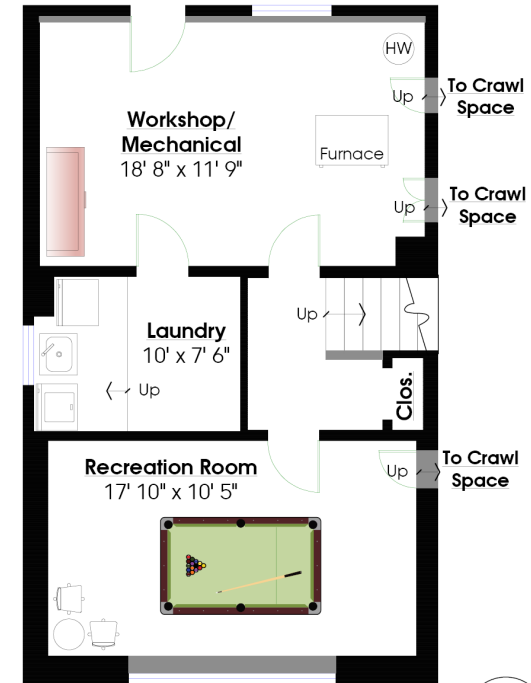 HW
Up
To Crawl
Space
Workshop/
Mechanical
18' 8" x 11' 9"
Furnace
Up
To Crawl
Space
Up
Laundry
10' x 7' 6"
Up
Clos.
Recreation Room
17' 10" x 10' 5"
Up
To Crawl
Space